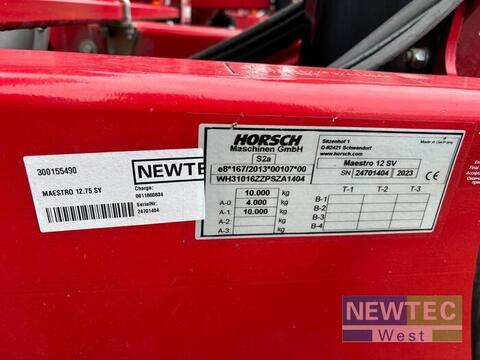 300155490
MAESTRO 12.75 SV
NEWTEC
Charge:
0011860804
SerialNr:
24701404
HORSCH
Maschinen GmbH
Sitzenhof 1
D-92421 Schwandorf
www.horsch.com
Made in Germany
CE
S2a
Maestro 12 SV
e8*167/2013*00107*00
SN 24701404 2023
WH31016ZZPSZA1404
T-1 T-2 T-3
10.000 kg
A-0 4.000 kg
A-1 10.000 kg
A-2 kg
A-3 kg
B-1
B-2
B-3
B-4
NEWTEC
West